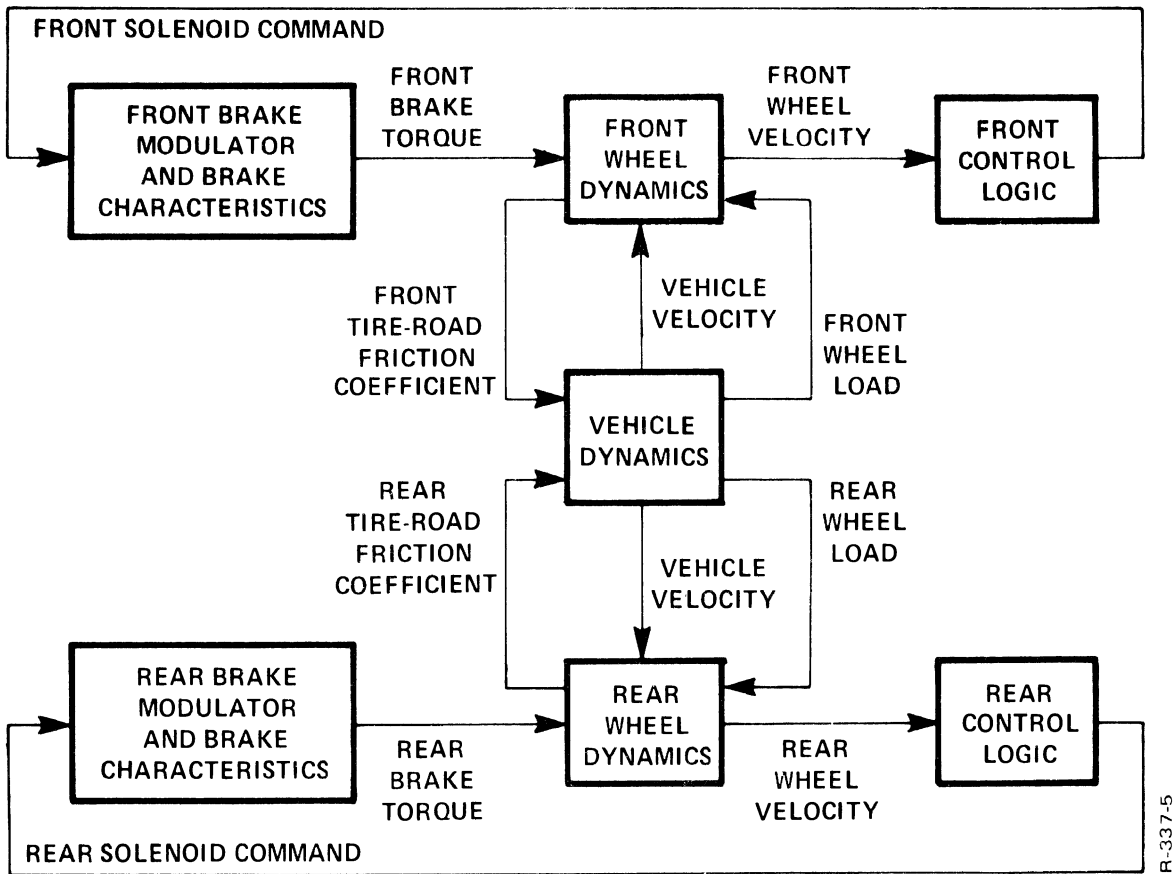 FRONT SOLENOID COMMAND
FRONT BRAKE
MODULATOR
AND BRAKE
CHARACTERISTICS
FRONT
BRAKE
TORQUE
FRONT
WHEEL
DYNAMICS
FRONT
WHEEL
VELOCITY
FRONT
CONTROL
LOGIC
FRONT
TIRE-ROAD
FRICTION
COEFFICIENT
VEHICLE
VELOCITY
FRONT
WHEEL
LOAD
VEHICLE
DYNAMICS
REAR
TIRE-ROAD
FRICTION
COEFFICIENT
VEHICLE
VELOCITY
REAR
WHEEL
LOAD
REAR BRAKE
MODULATOR
AND BRAKE
CHARACTERISTICS
REAR
BRAKE
TORQUE
REAR
WHEEL
DYNAMICS
REAR
WHEEL
VELOCITY
REAR
CONTROL
LOGIC
REAR SOLENOID COMMAND
R-337-5